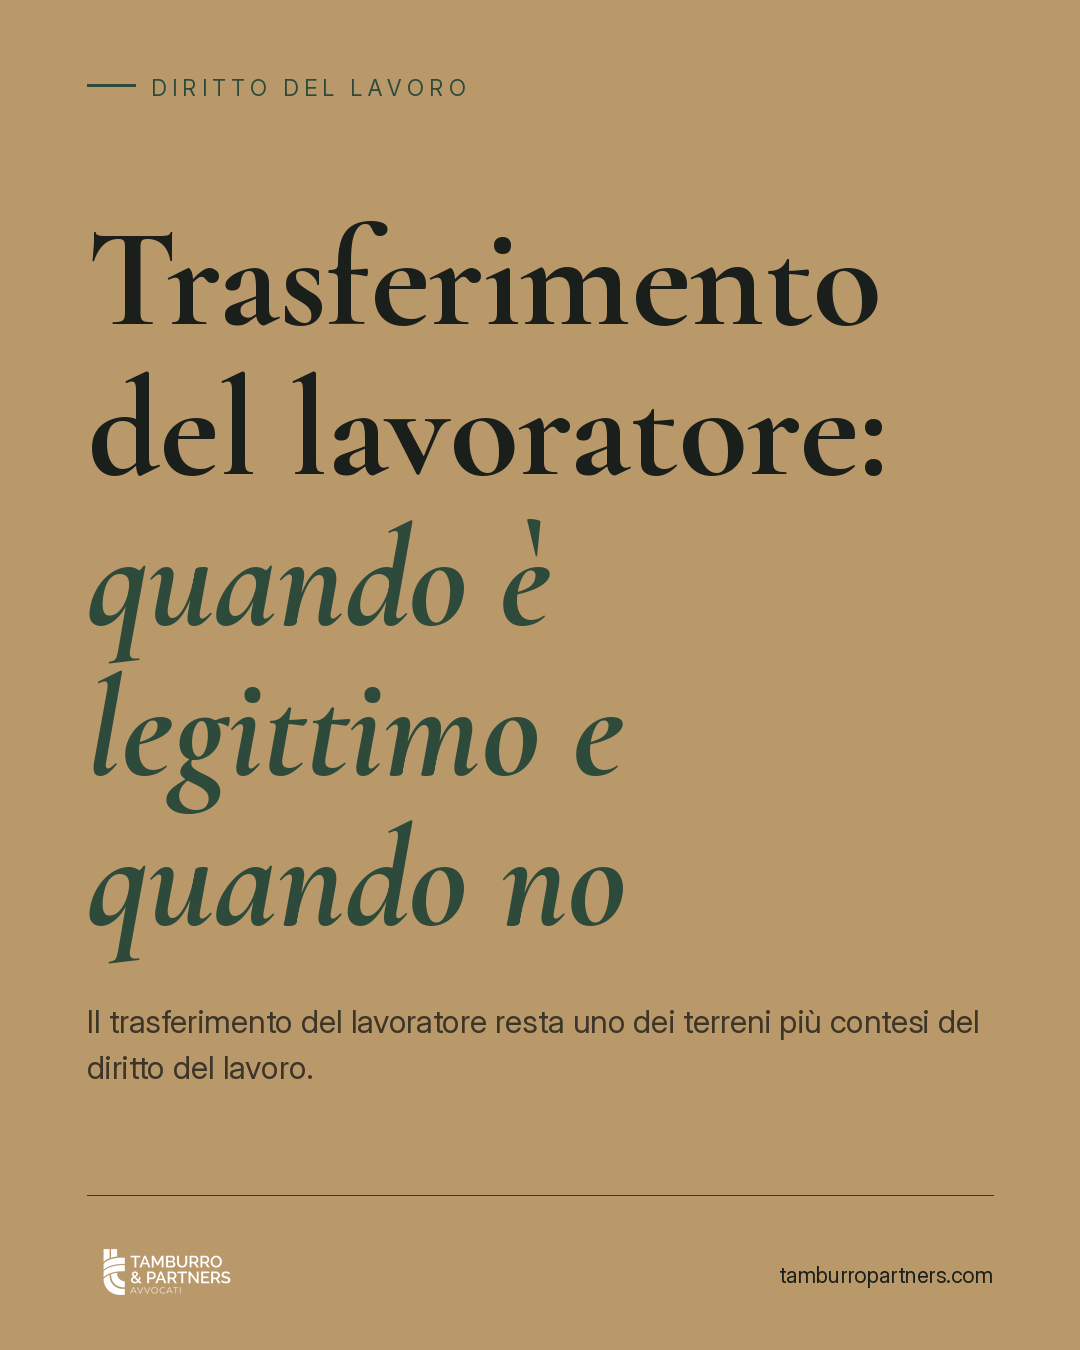 DIRITTO DEL LAVORO
Trasferimento
del lavoratore:
quando è
legittimo e
quando no
Il trasferimento del lavoratore resta uno dei terreni più contesi del
diritto del lavoro.
TAMBURRO
& PARTNERS
AVVOCATI
tamburropartners.com